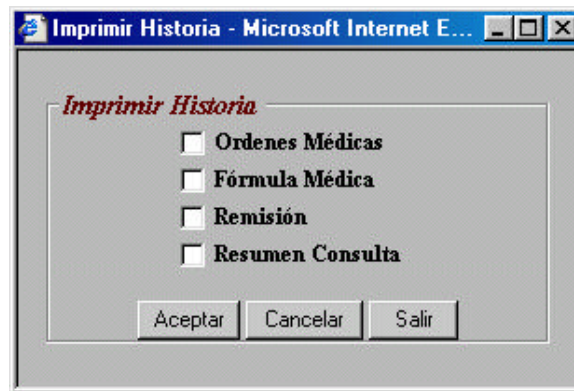 Imprimir Historia - Microsoft Internet E...
Imprimir Historia
Ordenes Médicas
Fórmula Médica
Remisión
Resumen Consulta
Aceptar Cancelar Salir